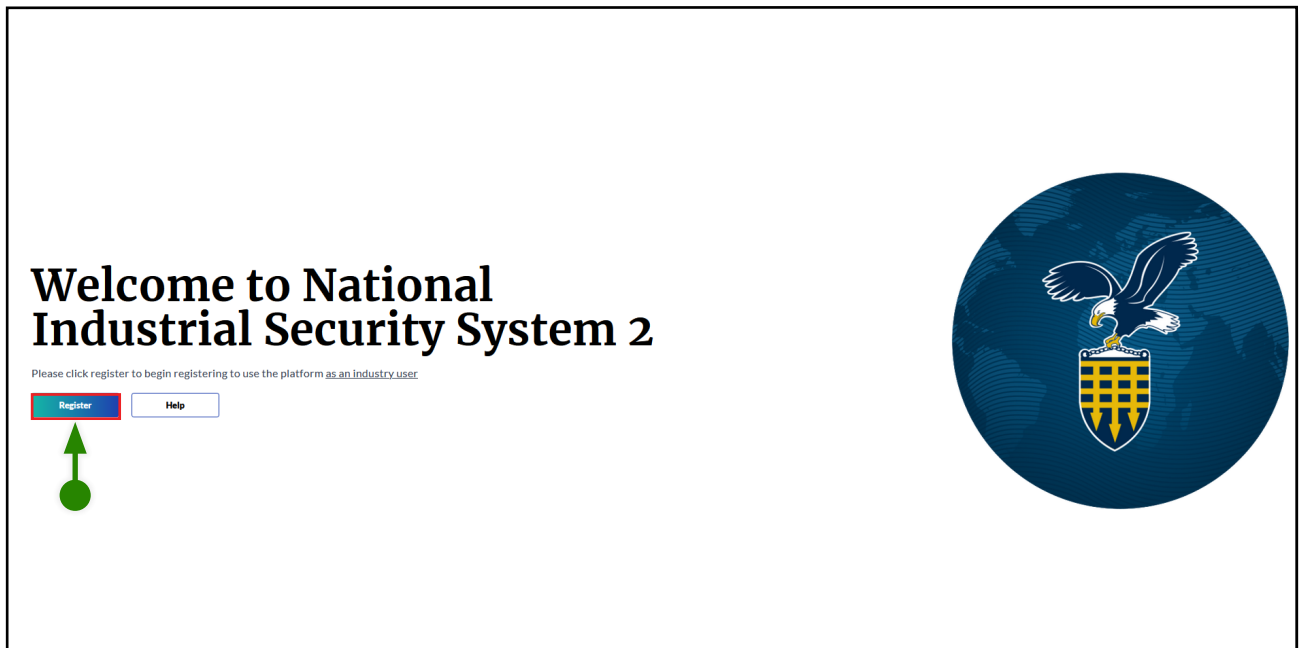 Welcome to National
Industrial Security System 2
Please click register to begin registering to use the platform as an industry user
Register Help